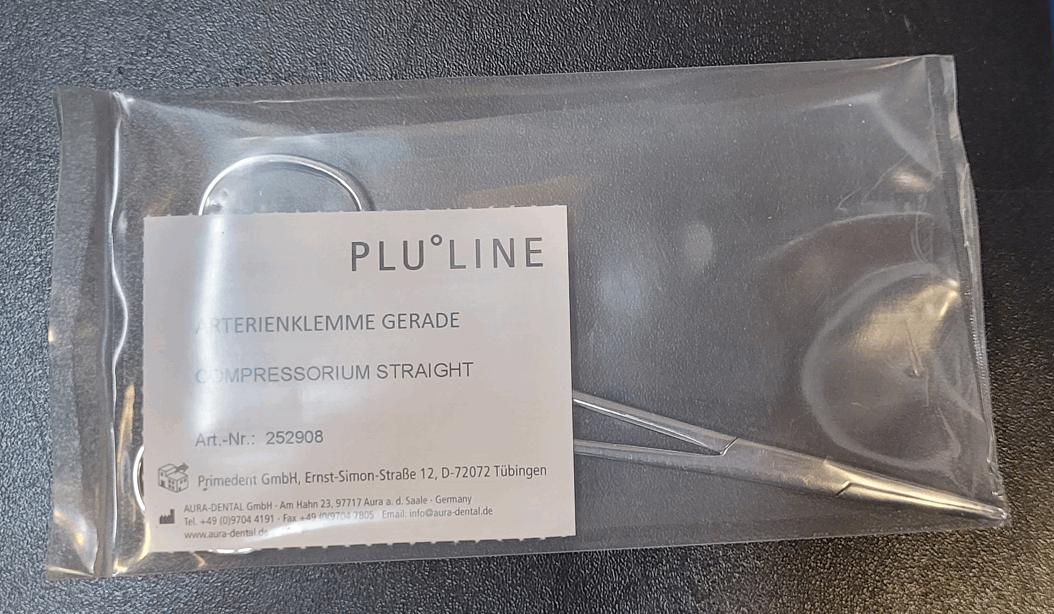 PLU°LINE
ARTERIENKLEMME GERADE
COMPRESSORIUM STRAIGHT
Art.-Nr.: 252908
Primedent GmbH, Ernst-Simon-Straße 12, D-72072 Tübingen
AURA-DENTAL GmbH · Am Hahn 23, 97717 Aura a. d. Saale · Germany
Tel. +49 (0)9704 4191 · Fax +49 (0)9704 7805 · Email: info@aura-dental.de
www.aura-dental.de